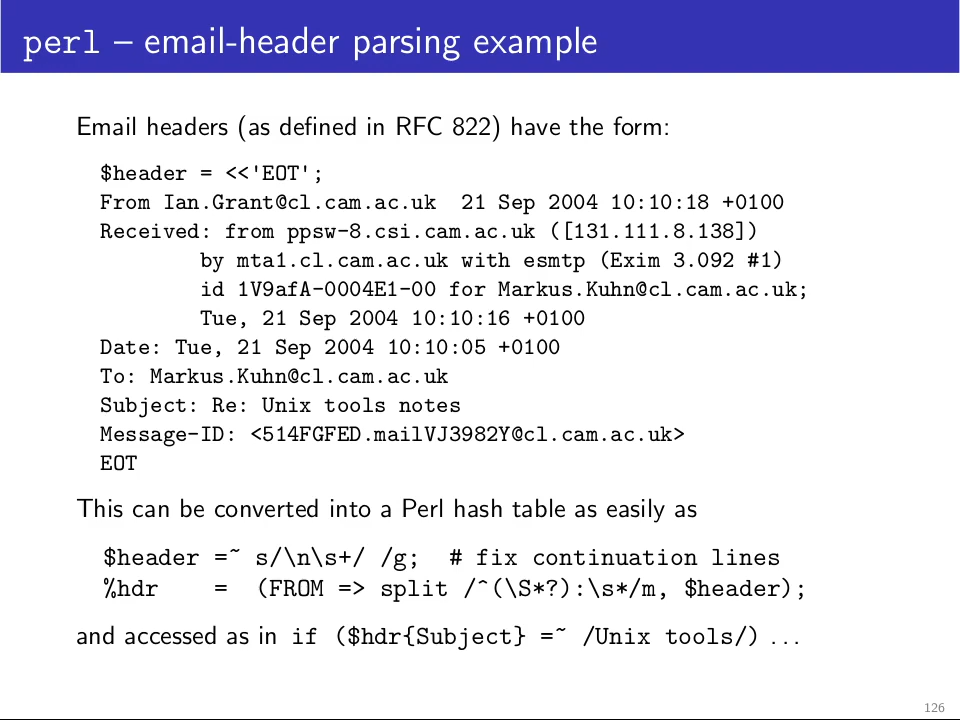 perl – email-header parsing example
Email headers (as defined in RFC 822) have the form:
$header = <<'EOT';
From Ian.Grant@cl.cam.ac.uk  21 Sep 2004 10:10:18 +0100
Received: from ppsw-8.csi.cam.ac.uk ([131.111.8.138])
        by mta1.cl.cam.ac.uk with esmtp (Exim 3.092 #1)
        id 1V9afA-0004E1-00 for Markus.Kuhn@cl.cam.ac.uk;
        Tue, 21 Sep 2004 10:10:16 +0100
Date: Tue, 21 Sep 2004 10:10:05 +0100
To: Markus.Kuhn@cl.cam.ac.uk
Subject: Re: Unix tools notes
Message-ID: <514FGFED.mailVJ3982Y@cl.cam.ac.uk>
EOT
This can be converted into a Perl hash table as easily as
$header =~ s/\n\s+/ /g;  # fix continuation lines
%hdr    =  (FROM => split /^(\S*?):\s*/m, $header);
and accessed as in if ($hdr{Subject} =~ /Unix tools/) ...
126